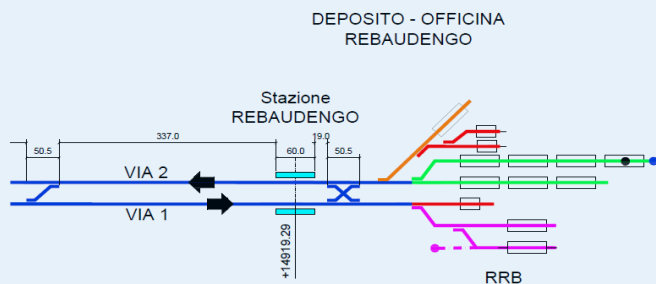 DEPOSITO - OFFICINA
REBAUDENGO
Stazione
REBAUDENGO
337.0
60.0
19.0
50.5
50.5
VIA 2
VIA 1
+14919.29
RRB